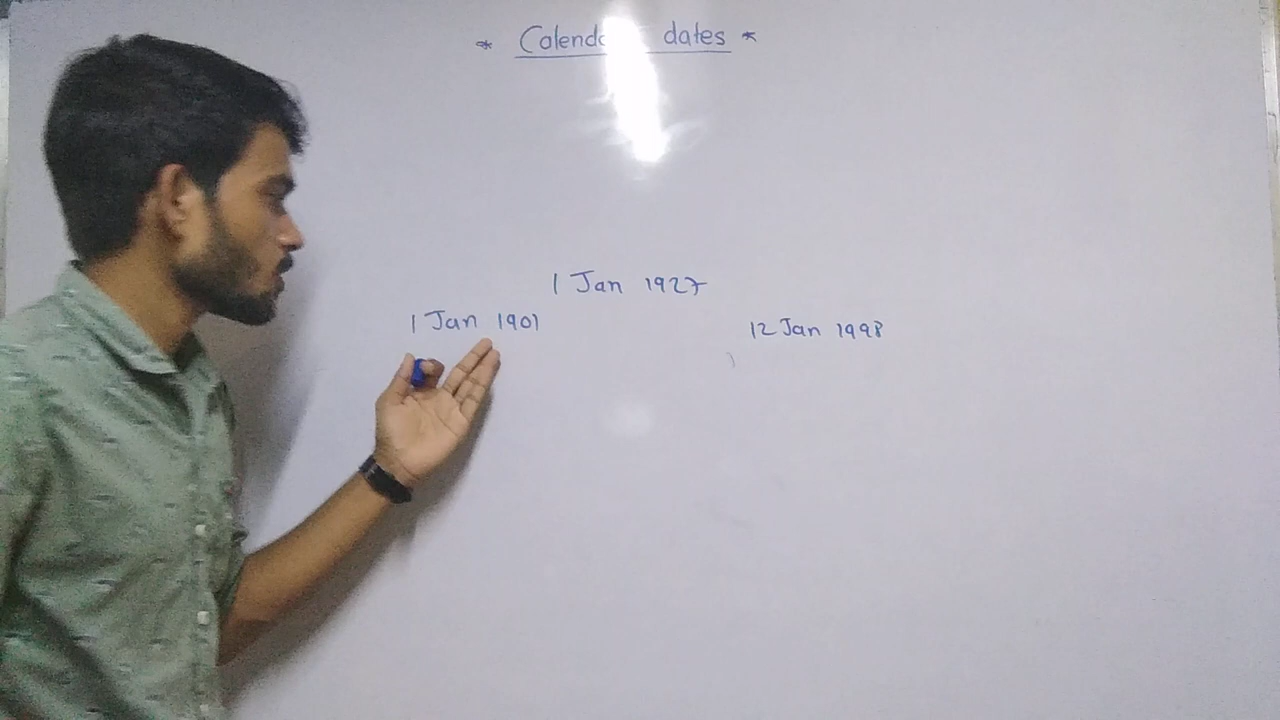 * Calendar dates *
1 Jan 1927
1 Jan 1901
12 Jan 1998